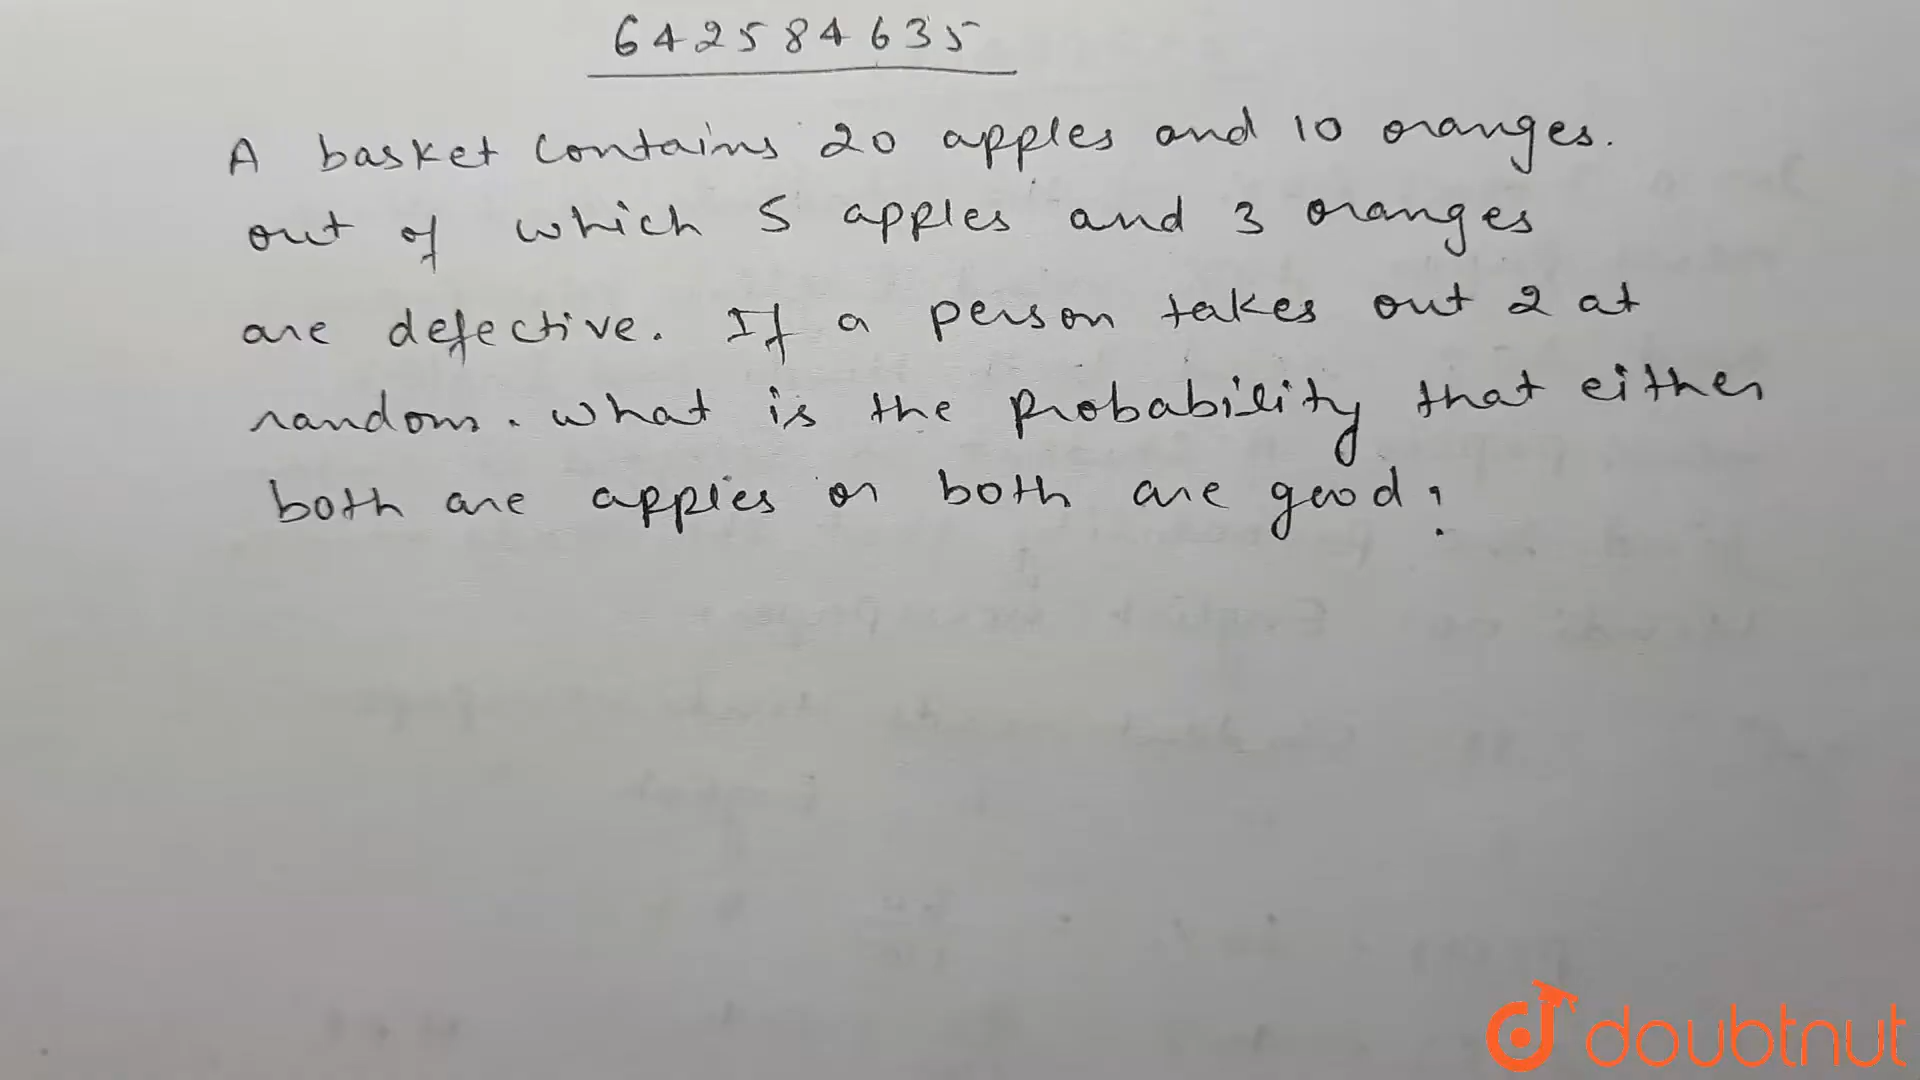 642584635
A basket contains 20 apples and 10 oranges.
out of which 5 apples and 3 oranges
are defective. If a person takes out 2 at
random. what is the probability that either
both are apples or both are good?
doubtnut